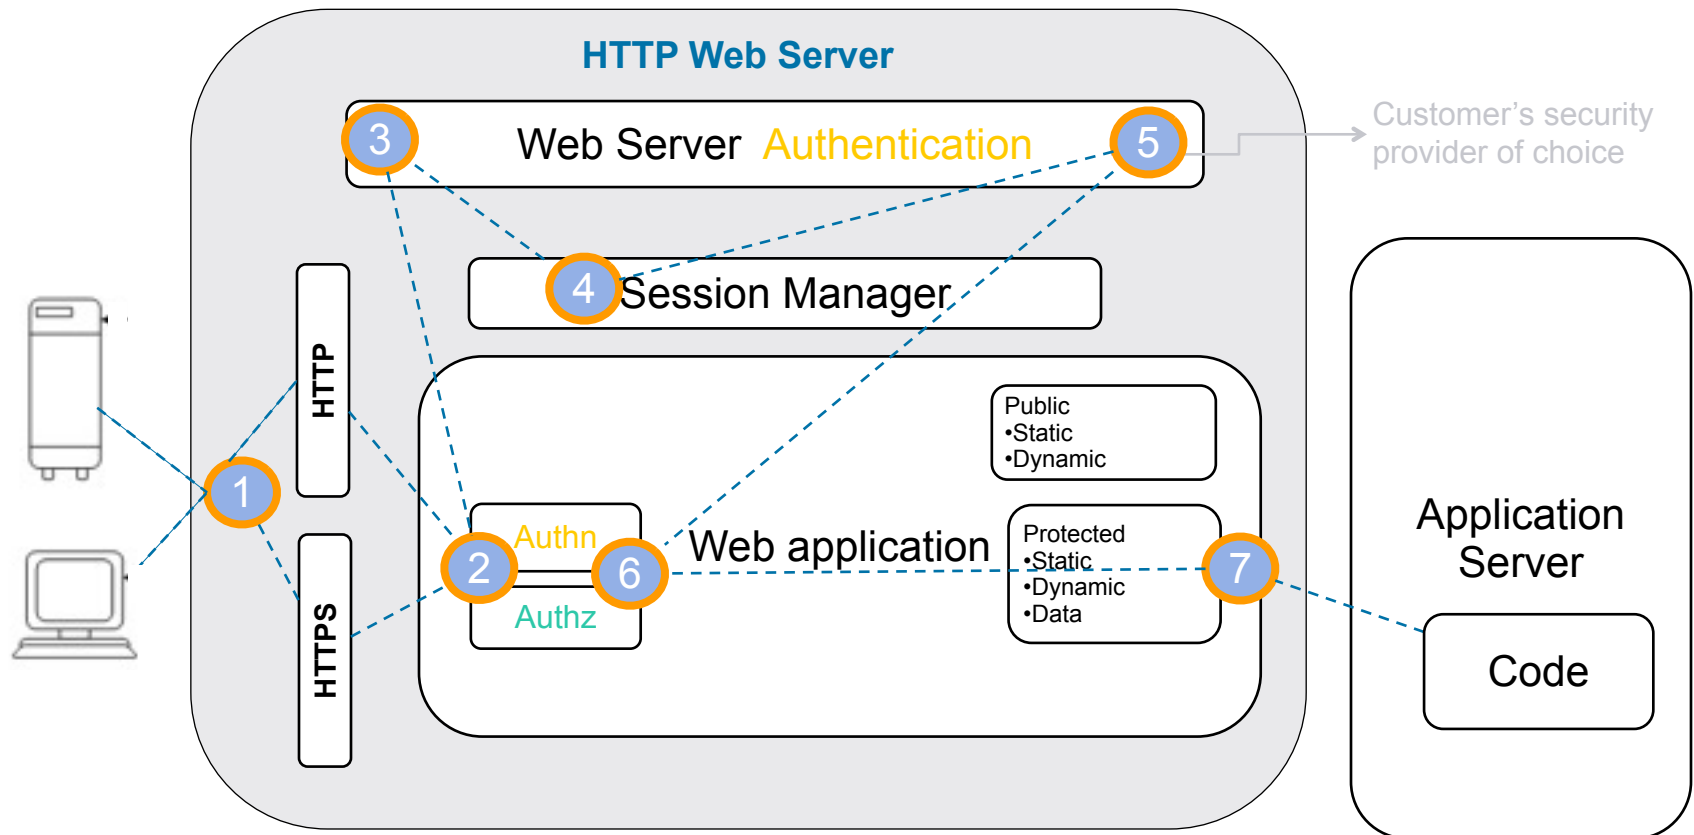 HTTP Web Server
3
Web Server Authentication
5
Customer's security
provider of choice
4
Session Manager
HTTP
1
HTTPS
Public
•Static
•Dynamic
2
Authn
Authz
6
Web application
Protected
•Static
•Dynamic
•Data
7
Application
Server
Code